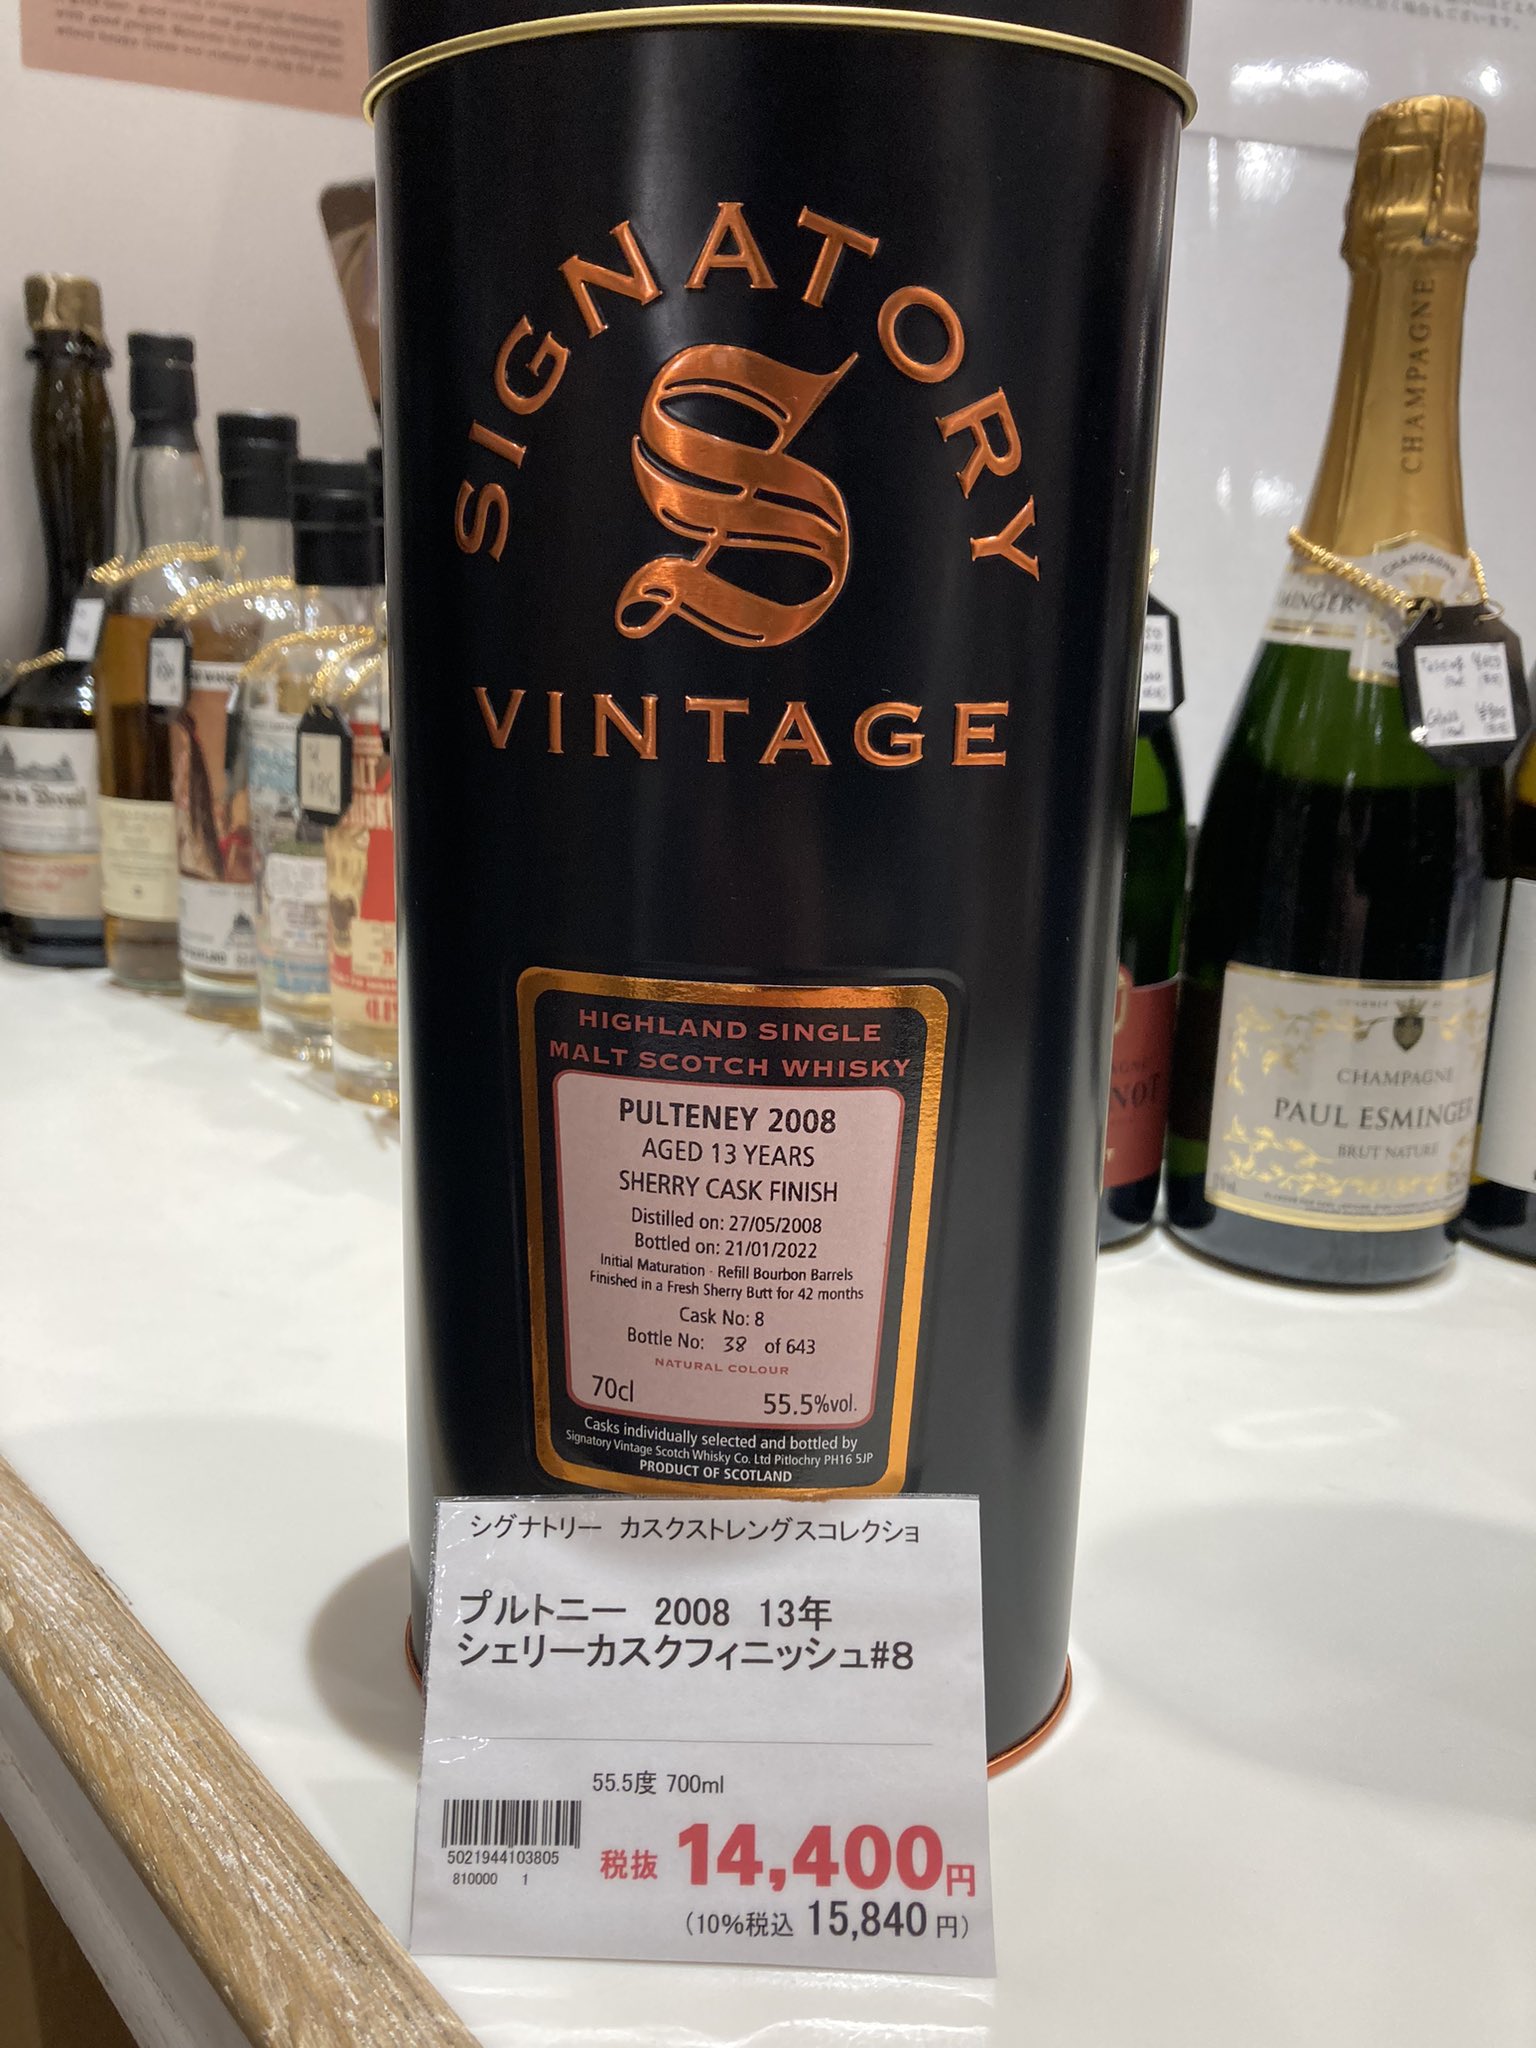 SIGNATORY
VINTAGE
HIGHLAND SINGLE
MALT SCOTCH WHISKY
PULTENEY 2008
AGED 13 YEARS
SHERRY CASK FINISH
Distilled on: 27/05/2008
Bottled on: 21/01/2022
Initial Maturation - Refill Bourbon Barrels
Finished in a Fresh Sherry Butt for 42 months
Cask No: 8
Bottle No: 38 of 643
NATURAL COLOUR
70cl 55.5%vol.
Casks individually selected and bottled by
Signatory Vintage Scotch Whisky Co. Ltd Pitlochry PH16 5JP
PRODUCT OF SCOTLAND
シグナトリー カスクストレングスコレクショ
プルトニー 2008 13年
シェリーカスクフィニッシュ#8
55.5度 700ml
5021944103805
810000 1
税抜 14,400円
(10%税込 15,840円)
CHAMPAGNE
CHAMPAGNE
CHAMPAGNE
PAUL ESMINGER
BRUT NATURE